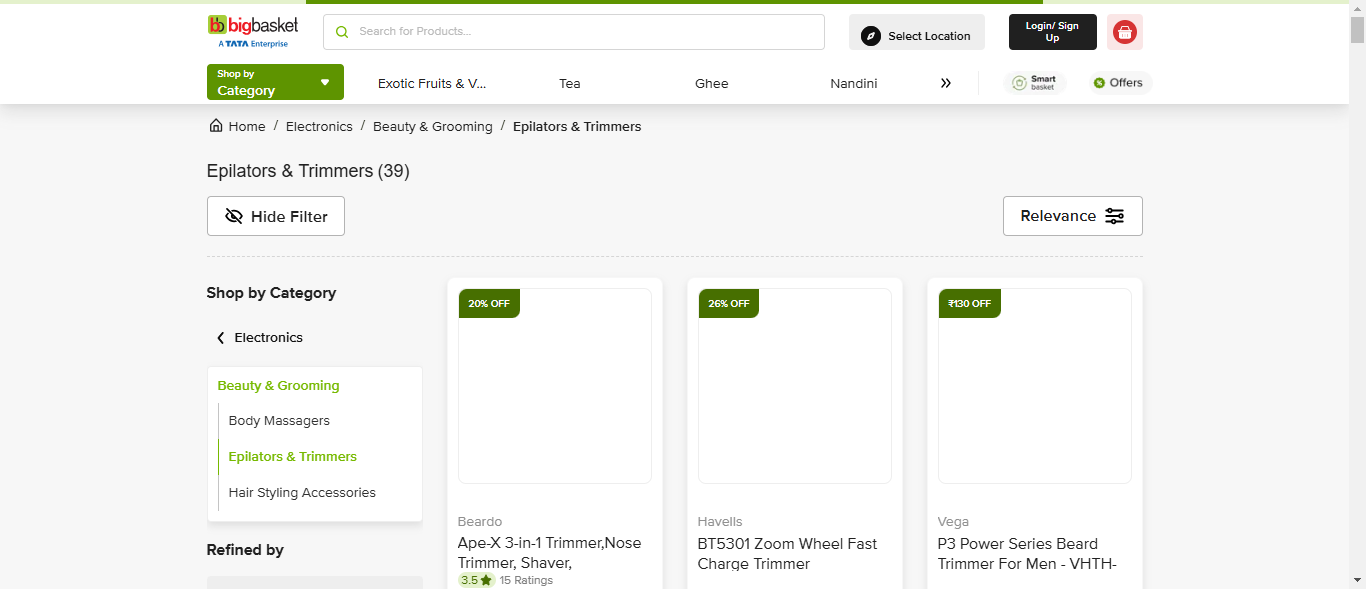 bb bigbasket
A TATA Enterprise
Search for Products...
Select Location
Login/ Sign
Up
Shop by
Category
Exotic Fruits & V...
Tea
Ghee
Nandini
»
Smart
basket
Offers
Home / Electronics / Beauty & Grooming / Epilators & Trimmers
Epilators & Trimmers (39)
Hide Filter
Relevance
Shop by Category
Electronics
Beauty & Grooming
Body Massagers
Epilators & Trimmers
Hair Styling Accessories
Refined by
20% OFF
Beardo
Ape-X 3-in-1 Trimmer,Nose
Trimmer, Shaver,
3.5 15 Ratings
26% OFF
Havells
BT5301 Zoom Wheel Fast
Charge Trimmer
₹130 OFF
Vega
P3 Power Series Beard
Trimmer For Men - VHTH-